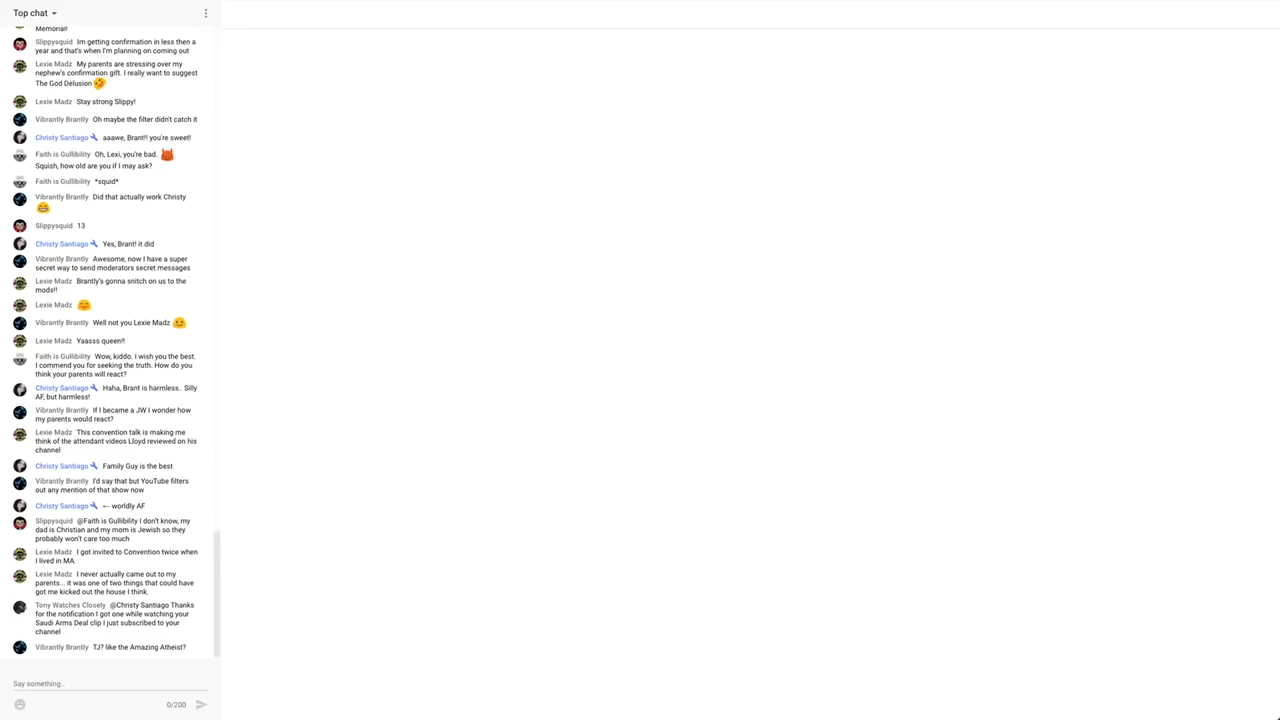 Top chat
Memorial!
Slippysquid Im getting confirmation in less then a
year and that's when I'm planning on coming out
Lexie Madz My parents are stressing over my
nephew's confirmation gift. I really want to suggest
The God Delusion
Lexie Madz Stay strong Slippy!
Vibrantly Brantly Oh maybe the filter didn't catch it
Christy Santiago aaawe, Brant!! you're sweet!
Faith is Gullibility Oh, Lexi, you're bad.
Squish, how old are you if I may ask?
Faith is Gullibility *squid*
Vibrantly Brantly Did that actually work Christy
Slippysquid 13
Christy Santiago Yes, Brant! it did
Vibrantly Brantly Awesome, now I have a super
secret way to send moderators secret messages
Lexie Madz Brantly's gonna snitch on us to the
mods!!
Lexie Madz
Vibrantly Brantly Well not you Lexie Madz
Lexie Madz Yaasss queen!!
Faith is Gullibility Wow, kiddo. I wish you the best.
I commend you for seeking the truth. How do you
think your parents will react?
Christy Santiago Haha, Brant is harmless.. Silly
AF, but harmless!
Vibrantly Brantly If I became a JW I wonder how
my parents would react?
Lexie Madz This convention talk is making me
think of the attendant videos Lloyd reviewed on his
channel
Christy Santiago Family Guy is the best
Vibrantly Brantly I'd say that but YouTube filters
out any mention of that show now
Christy Santiago <-- worldly AF
Slippysquid @Faith is Gullibility I don't know, my
dad is Christian and my mom is Jewish so they
probably won't care too much
Lexie Madz I got invited to Convention twice when
I lived in MA.
Lexie Madz I never actually came out to my
parents... it was one of two things that could have
got me kicked out the house I think.
Tony Watches Closely @Christy Santiago Thanks
for the notification I got one while watching your
Saudi Arms Deal clip I just subscribed to your
channel
Vibrantly Brantly TJ? like the Amazing Atheist?
Say something...
0/200